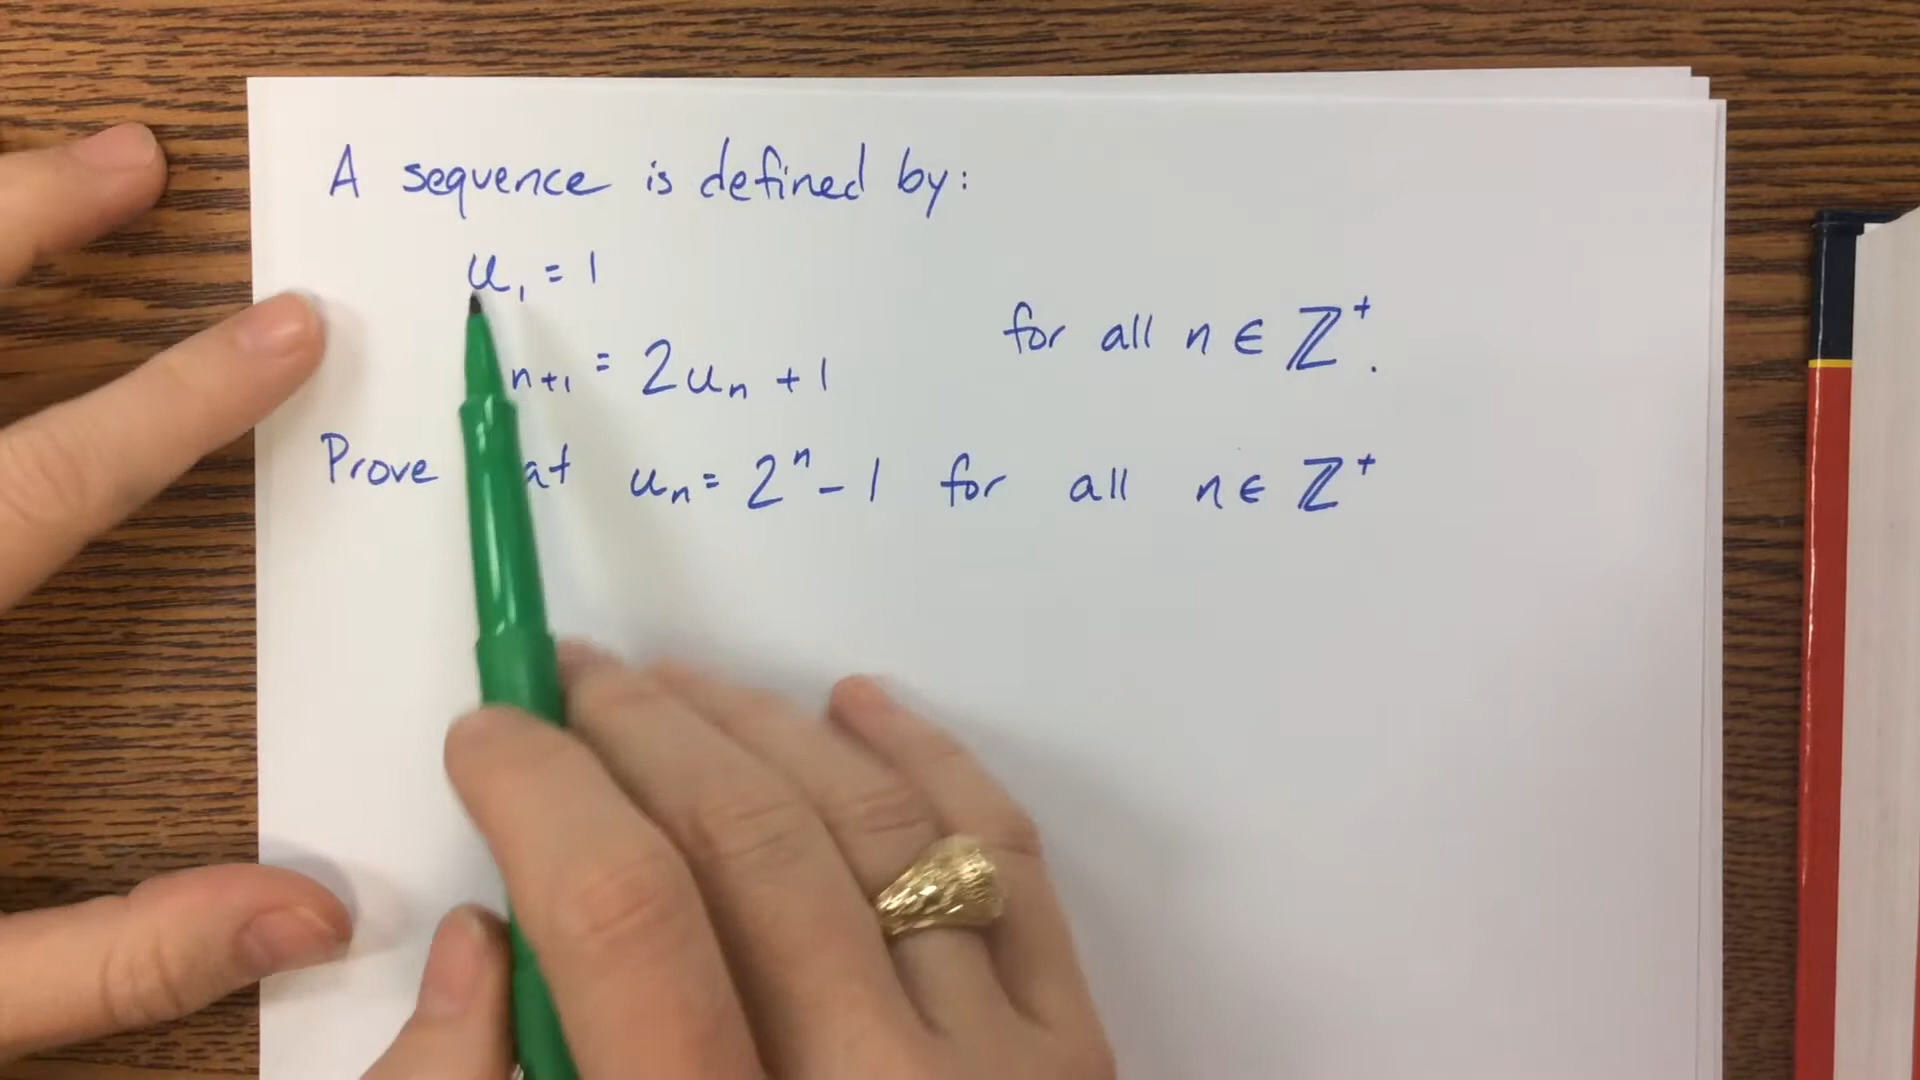 A sequence is defined by:
u₁ = 1
n+1 = 2uₙ + 1 for all n ∈ ℤ⁺.
Prove at uₙ = 2ⁿ - 1 for all n ∈ ℤ⁺